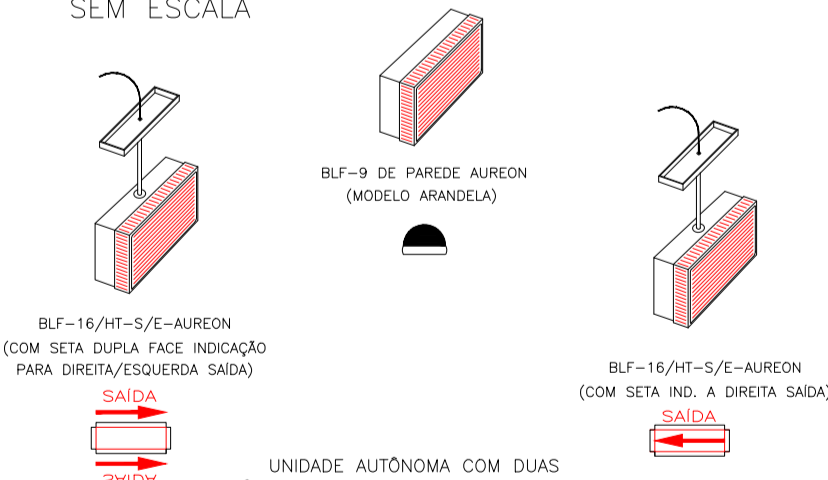 SEM ESCALA
BLF-9 DE PAREDE AUREON
(MODELO ARANDELA)
BLF-16/HT-S/E-AUREON
(COM SETA DUPLA FACE INDICAÇÃO
PARA DIREITA/ESQUERDA SAÍDA)
SAÍDA
SAÍDA
BLF-16/HT-S/E-AUREON
(COM SETA IND. A DIREITA SAÍDA)
SAÍDA
UNIDADE AUTÔNOMA COM DUAS